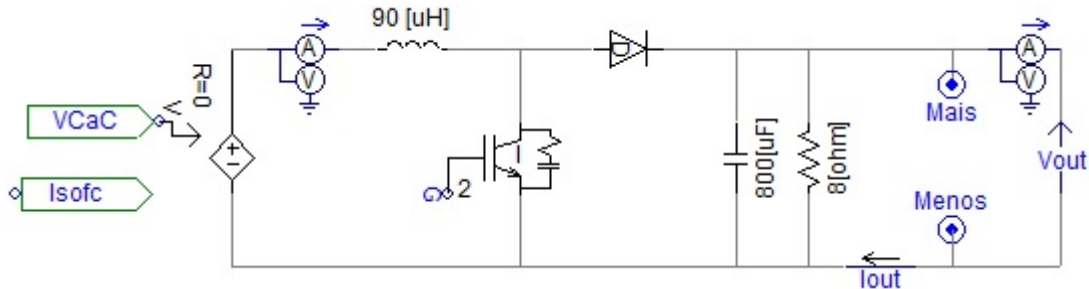 90 [uH]
A
V
R=0
V
VCaC
+
-
D
A
V
Mais
Isofc
I
G
2
800[uF]
8[ohm]
Vout
Menos
Iout